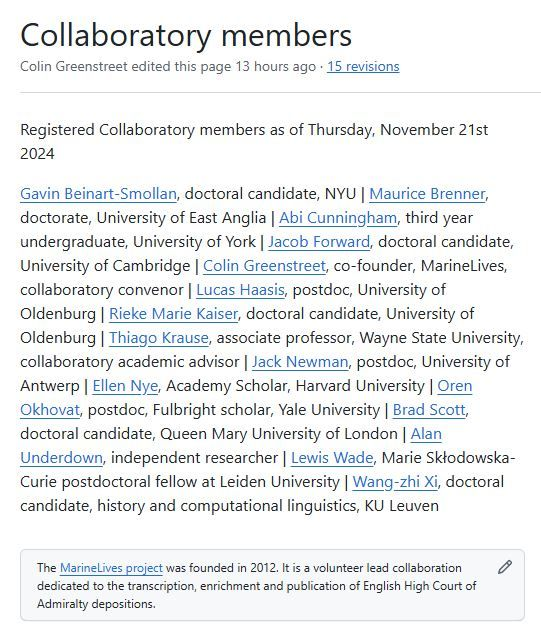 Collaboratory members
Colin Greenstreet edited this page 13 hours ago · 15 revisions
Registered Collaboratory members as of Thursday, November 21st
2024
Gavin Beinart-Smollan, doctoral candidate, NYU | Maurice Brenner,
doctorate, University of East Anglia | Abi Cunningham, third year
undergraduate, University of York | Jacob Forward, doctoral candidate,
University of Cambridge | Colin Greenstreet, co-founder, MarineLives,
collaboratory convenor | Lucas Haasis, postdoc, University of
Oldenburg | Rieke Marie Kaiser, doctoral candidate, University of
Oldenburg | Thiago Krause, associate professor, Wayne State University,
collaboratory academic advisor | Jack Newman, postdoc, University of
Antwerp | Ellen Nye, Academy Scholar, Harvard University | Oren
Okhovat, postdoc, Fulbright scholar, Yale University | Brad Scott,
doctoral candidate, Queen Mary University of London | Alan
Underdown, independent researcher | Lewis Wade, Marie Skłodowska-
Curie postdoctoral fellow at Leiden University | Wang-zhi Xi, doctoral
candidate, history and computational linguistics, KU Leuven
The MarineLives project was founded in 2012. It is a volunteer lead collaboration
dedicated to the transcription, enrichment and publication of English High Court of
Admiralty depositions.